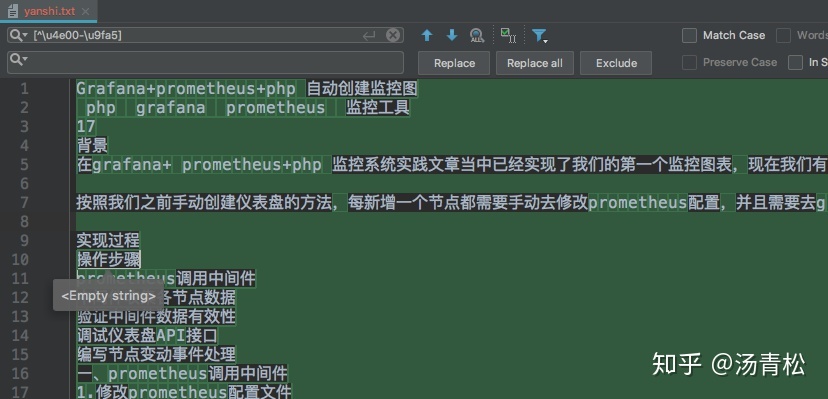 yanshi.txt
[^\u4e00-\u9fa5]
Match Case
Words
Replace
Replace all
Exclude
Preserve Case
In S
1 Grafana+prometheus+php 自动创建监控图
2 php grafana prometheus 监控工具
3 17
4 背景
5 在grafana+ prometheus+php 监控系统实践文章当中已经实现了我们的第一个监控图表，现在我们有
6
7 按照我们之前手动创建仪表盘的方法，每新增一个节点都需要手动去修改prometheus配置，并且需要去g
8
9 实现过程
10 操作步骤
11 prometheus调用中间件
<Empty string>
12 各节点数据
13 验证中间件数据有效性
14 调试仪表盘API接口
15 编写节点变动事件处理
16 一、prometheus调用中间件
17 1.修改prometheus配置文件
知乎 @汤青松